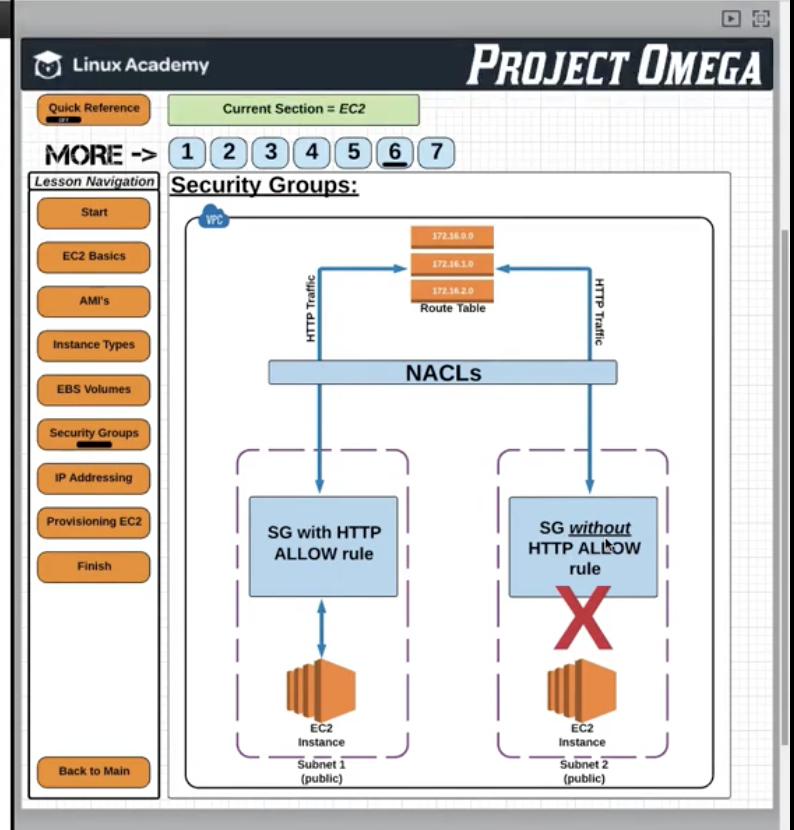 Linux Academy
PROJECT OMEGA
Quick Reference
OFF
Current Section = EC2
MORE ->
1 2 3 4 5 6 7
Lesson Navigation
Start
EC2 Basics
AMI's
Instance Types
EBS Volumes
Security Groups
IP Addressing
Provisioning EC2
Finish
Back to Main
Security Groups:
VPC
172.16.0.0
172.16.1.0
172.16.2.0
Route Table
HTTP Traffic
HTTP Traffic
NACLs
SG with HTTP
ALLOW rule
SG without
HTTP ALLOW
rule
X
EC2
Instance
EC2
Instance
Subnet 1
(public)
Subnet 2
(public)